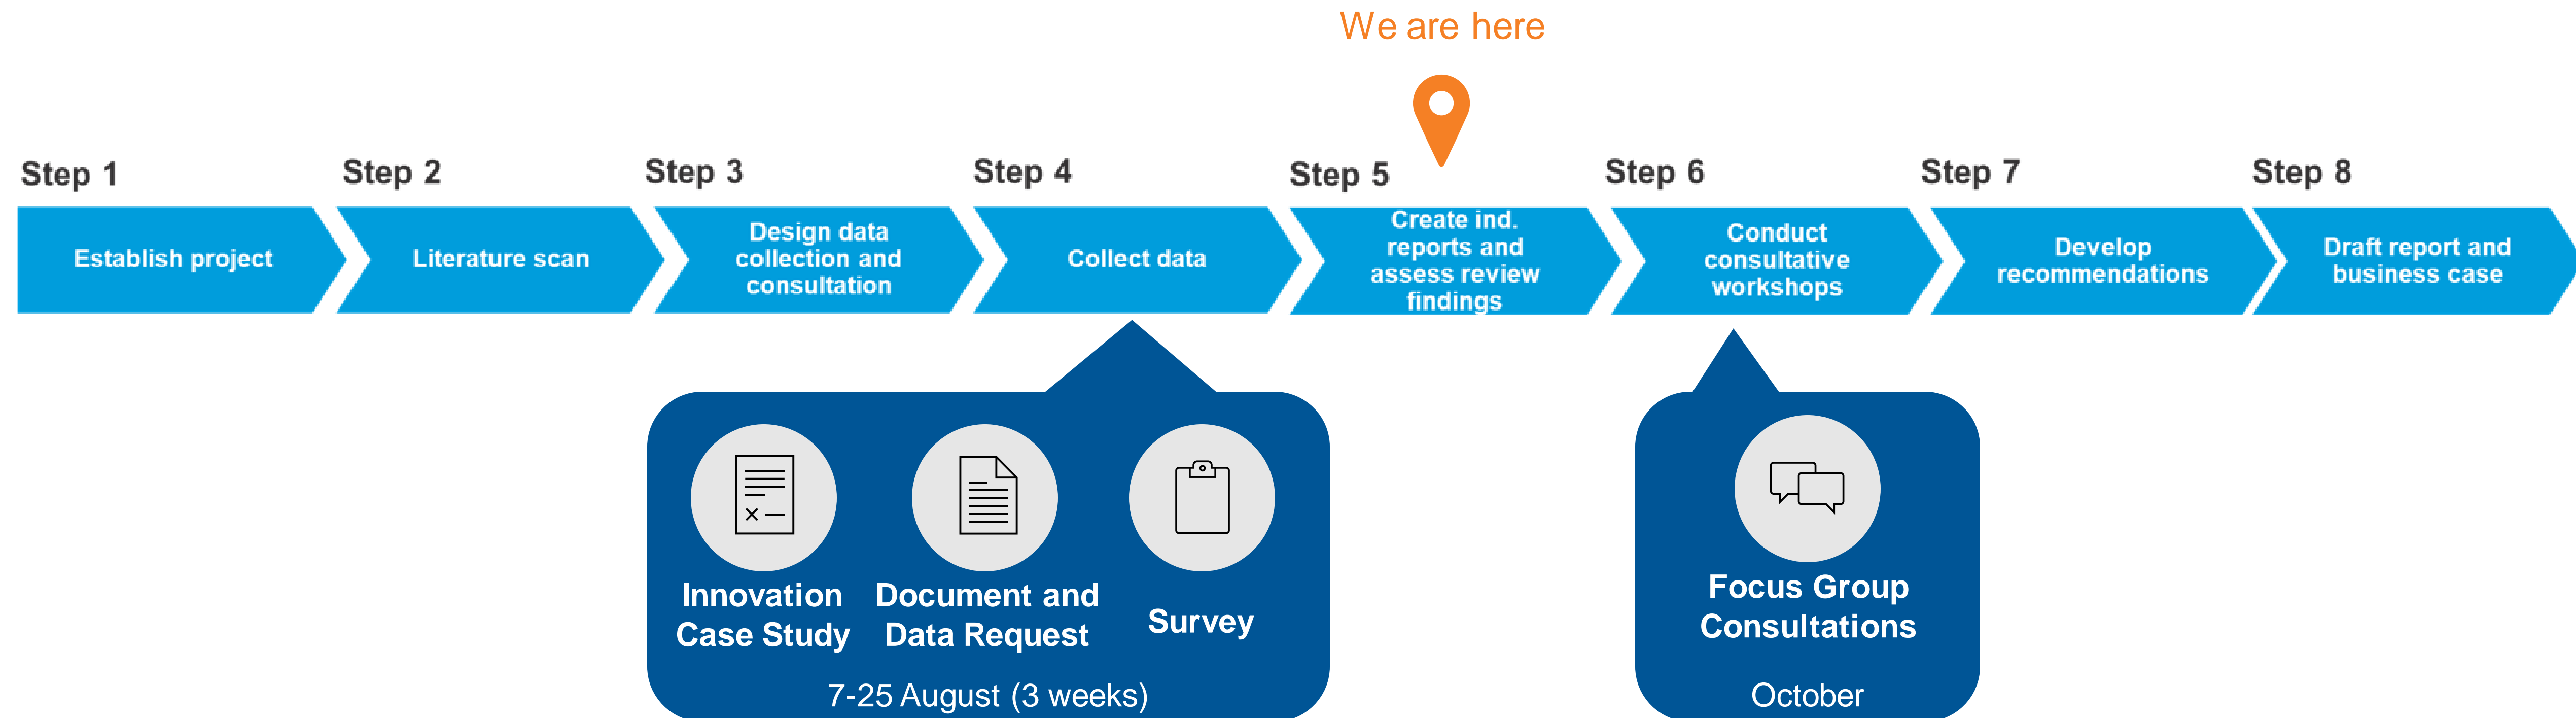 We are here
Step 1
Step 2
Step 3
Step 4
Step 5
Step 6
Step 7
Step 8
Establish project
Literature scan
Design data
collection and
consultation
Collect data
Create ind.
reports and
assess review
findings
Conduct
consultative
workshops
Develop
recommendations
Draft report and
business case
Innovation
Case Study
Document and
Data Request
Survey
7-25 August (3 weeks)
Focus Group
Consultations
October